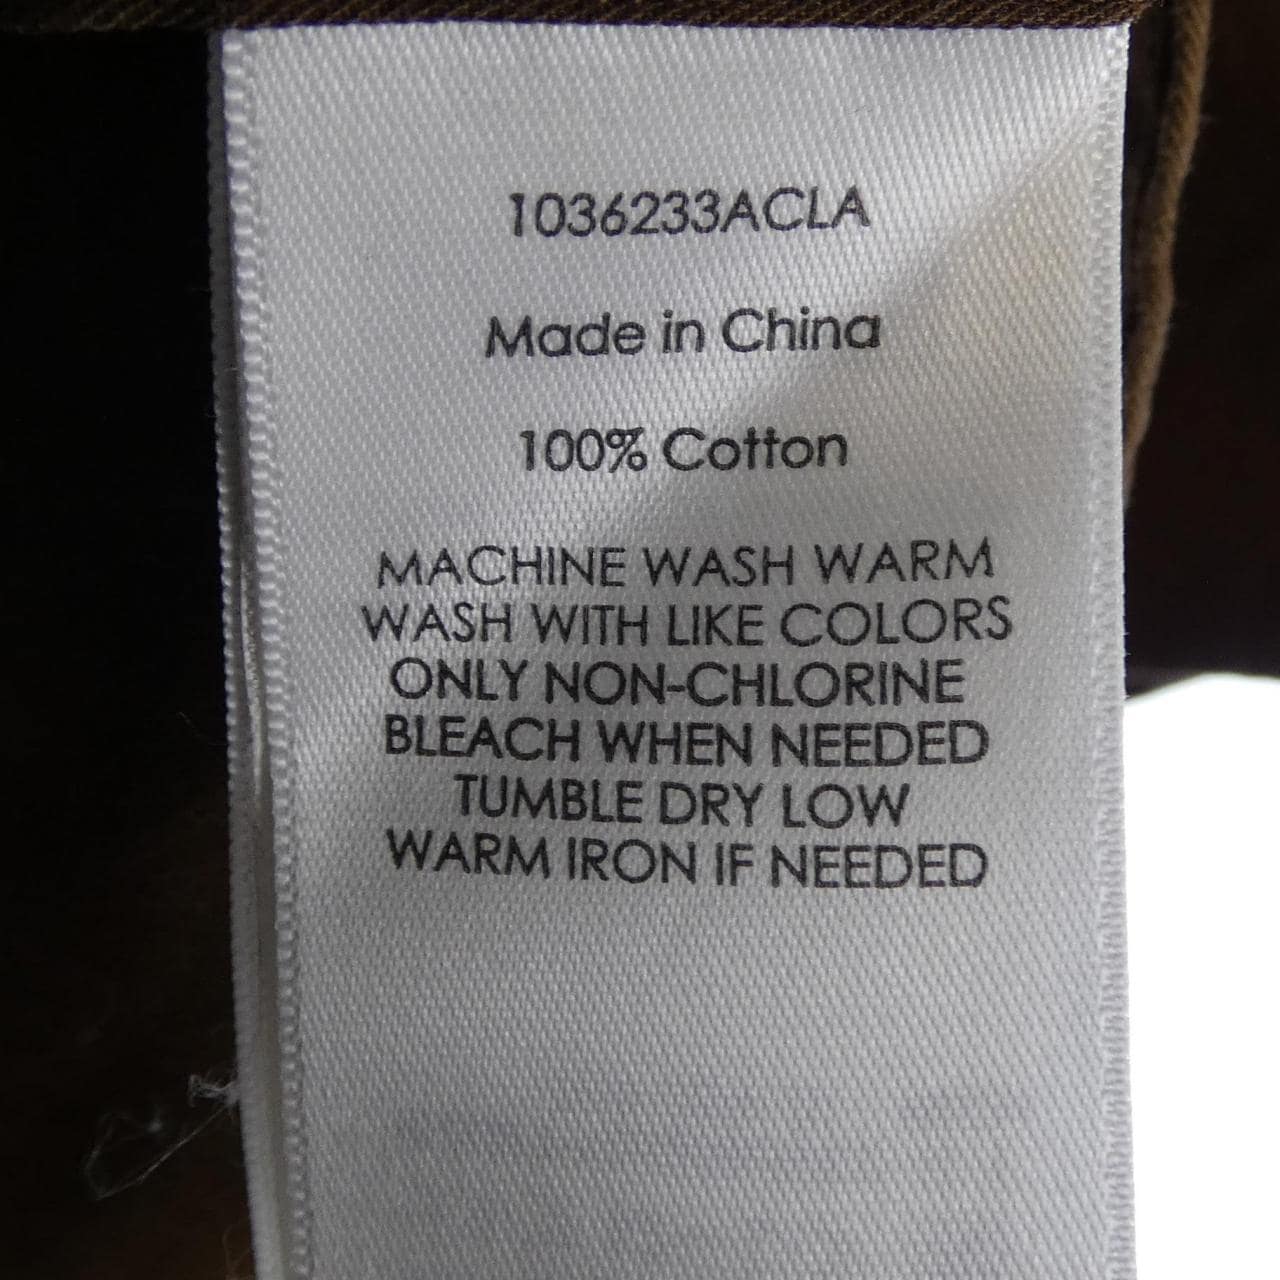 1036233ACLA
Made in China
100% Cotton
MACHINE WASH WARM
WASH WITH LIKE COLORS
ONLY NON-CHLORINE
BLEACH WHEN NEEDED
TUMBLE DRY LOW
WARM IRON IF NEEDED